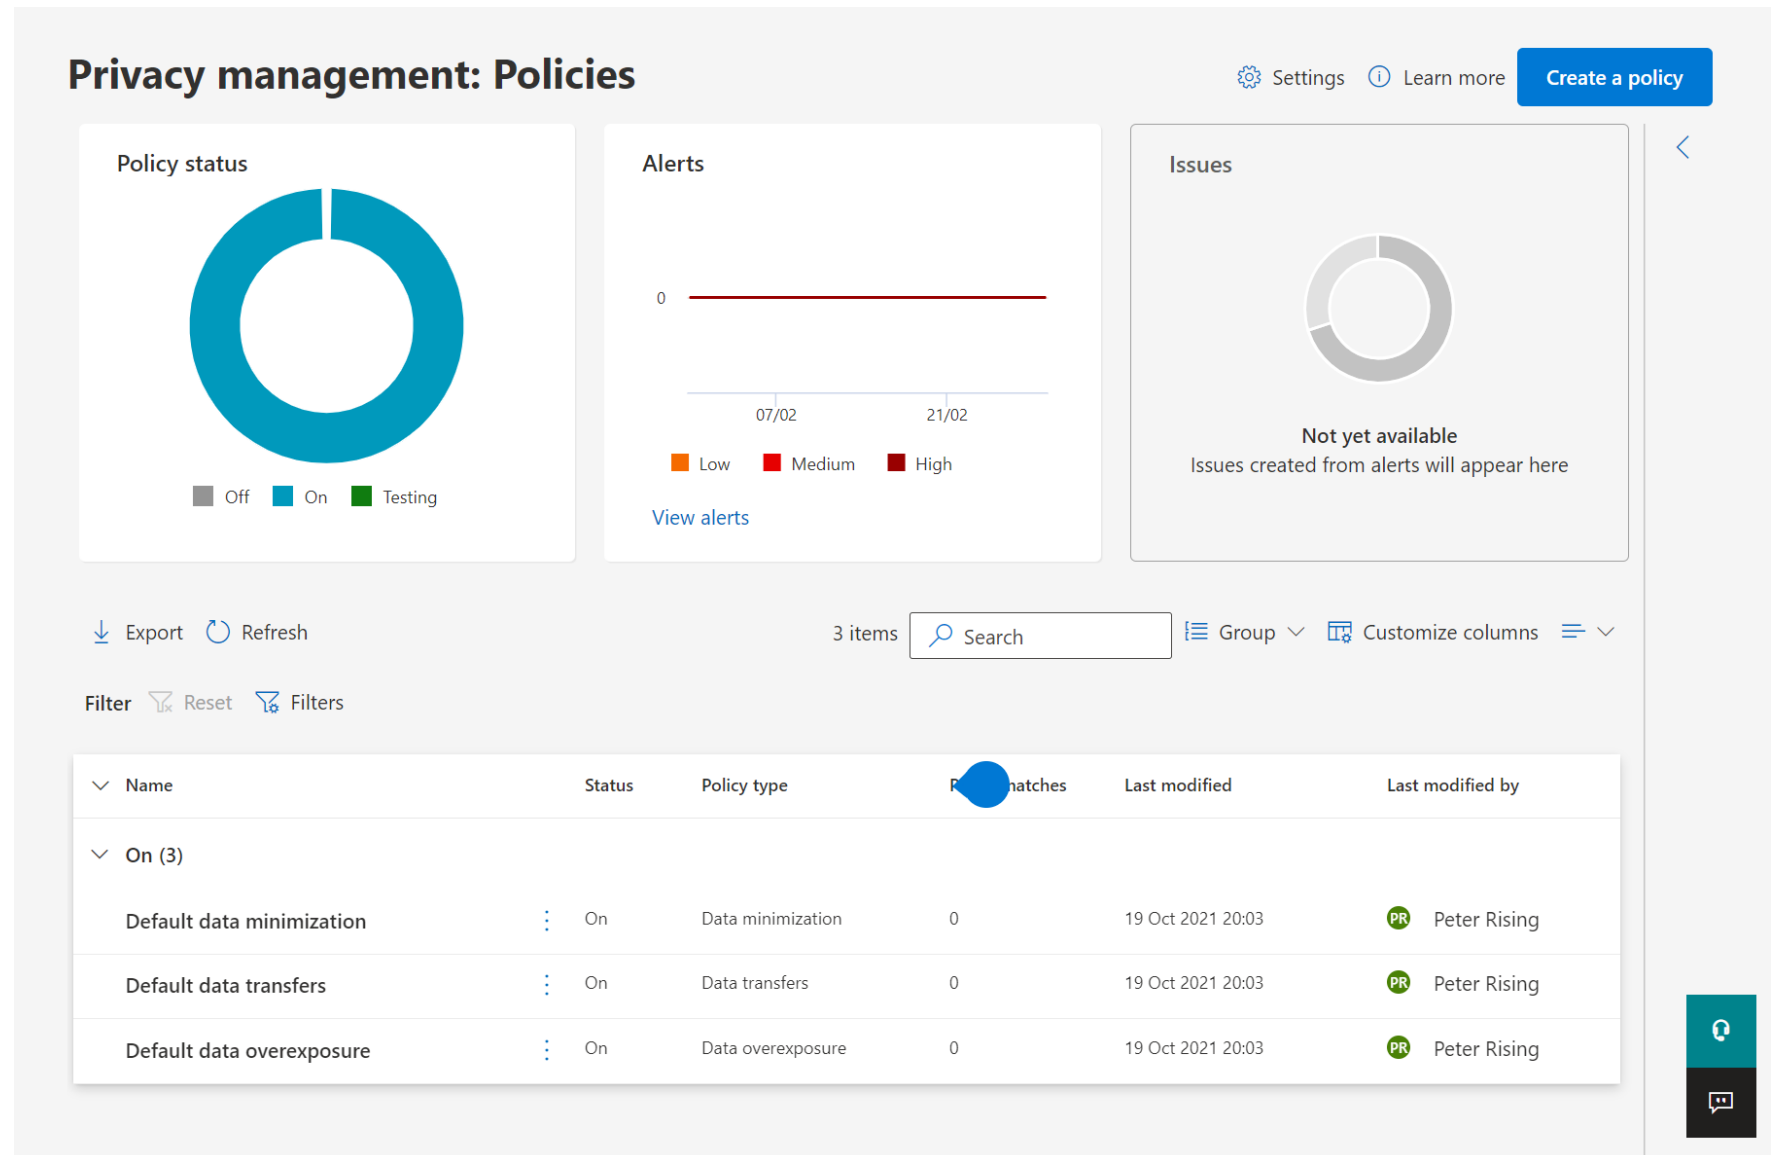 Privacy management: Policies
Settings
Learn more
Create a policy
Policy status
Off
On
Testing
Alerts
0
07/02
21/02
Low
Medium
High
View alerts
Issues
Not yet available
Issues created from alerts will appear here
Export
Refresh
3 items
Search
Group
Customize columns
Filter
Reset
Filters
Name Status Policy type Last modified Last modified by
On (3)
Default data minimization On Data minimization 0 19 Oct 2021 20:03 PR Peter Rising
Default data transfers On Data transfers 0 19 Oct 2021 20:03 PR Peter Rising
Default data overexposure On Data overexposure 0 19 Oct 2021 20:03 PR Peter Rising